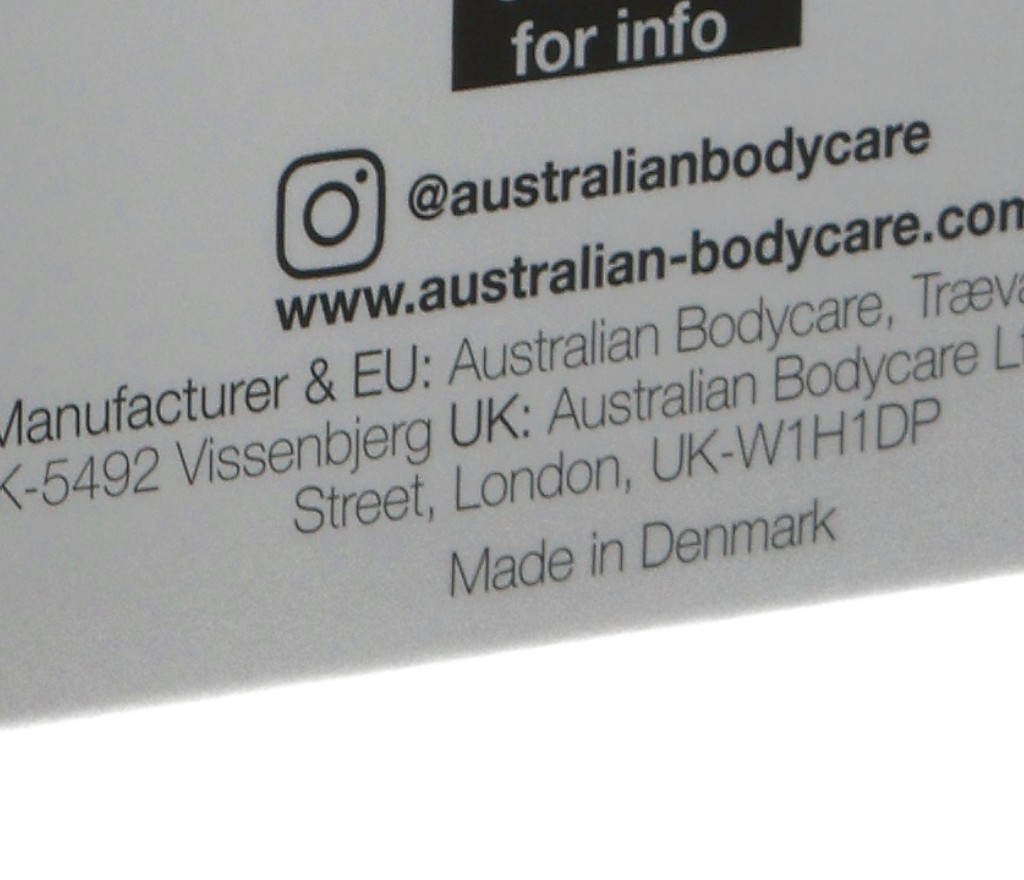 for info
@australianbodycare
www.australian-bodycare.com
Manufacturer & EU: Australian Bodycare,
K-5492 Vissenbjerg UK: Australian Bodycare
Street, London, UK-W1H1DP
Made in Denmark